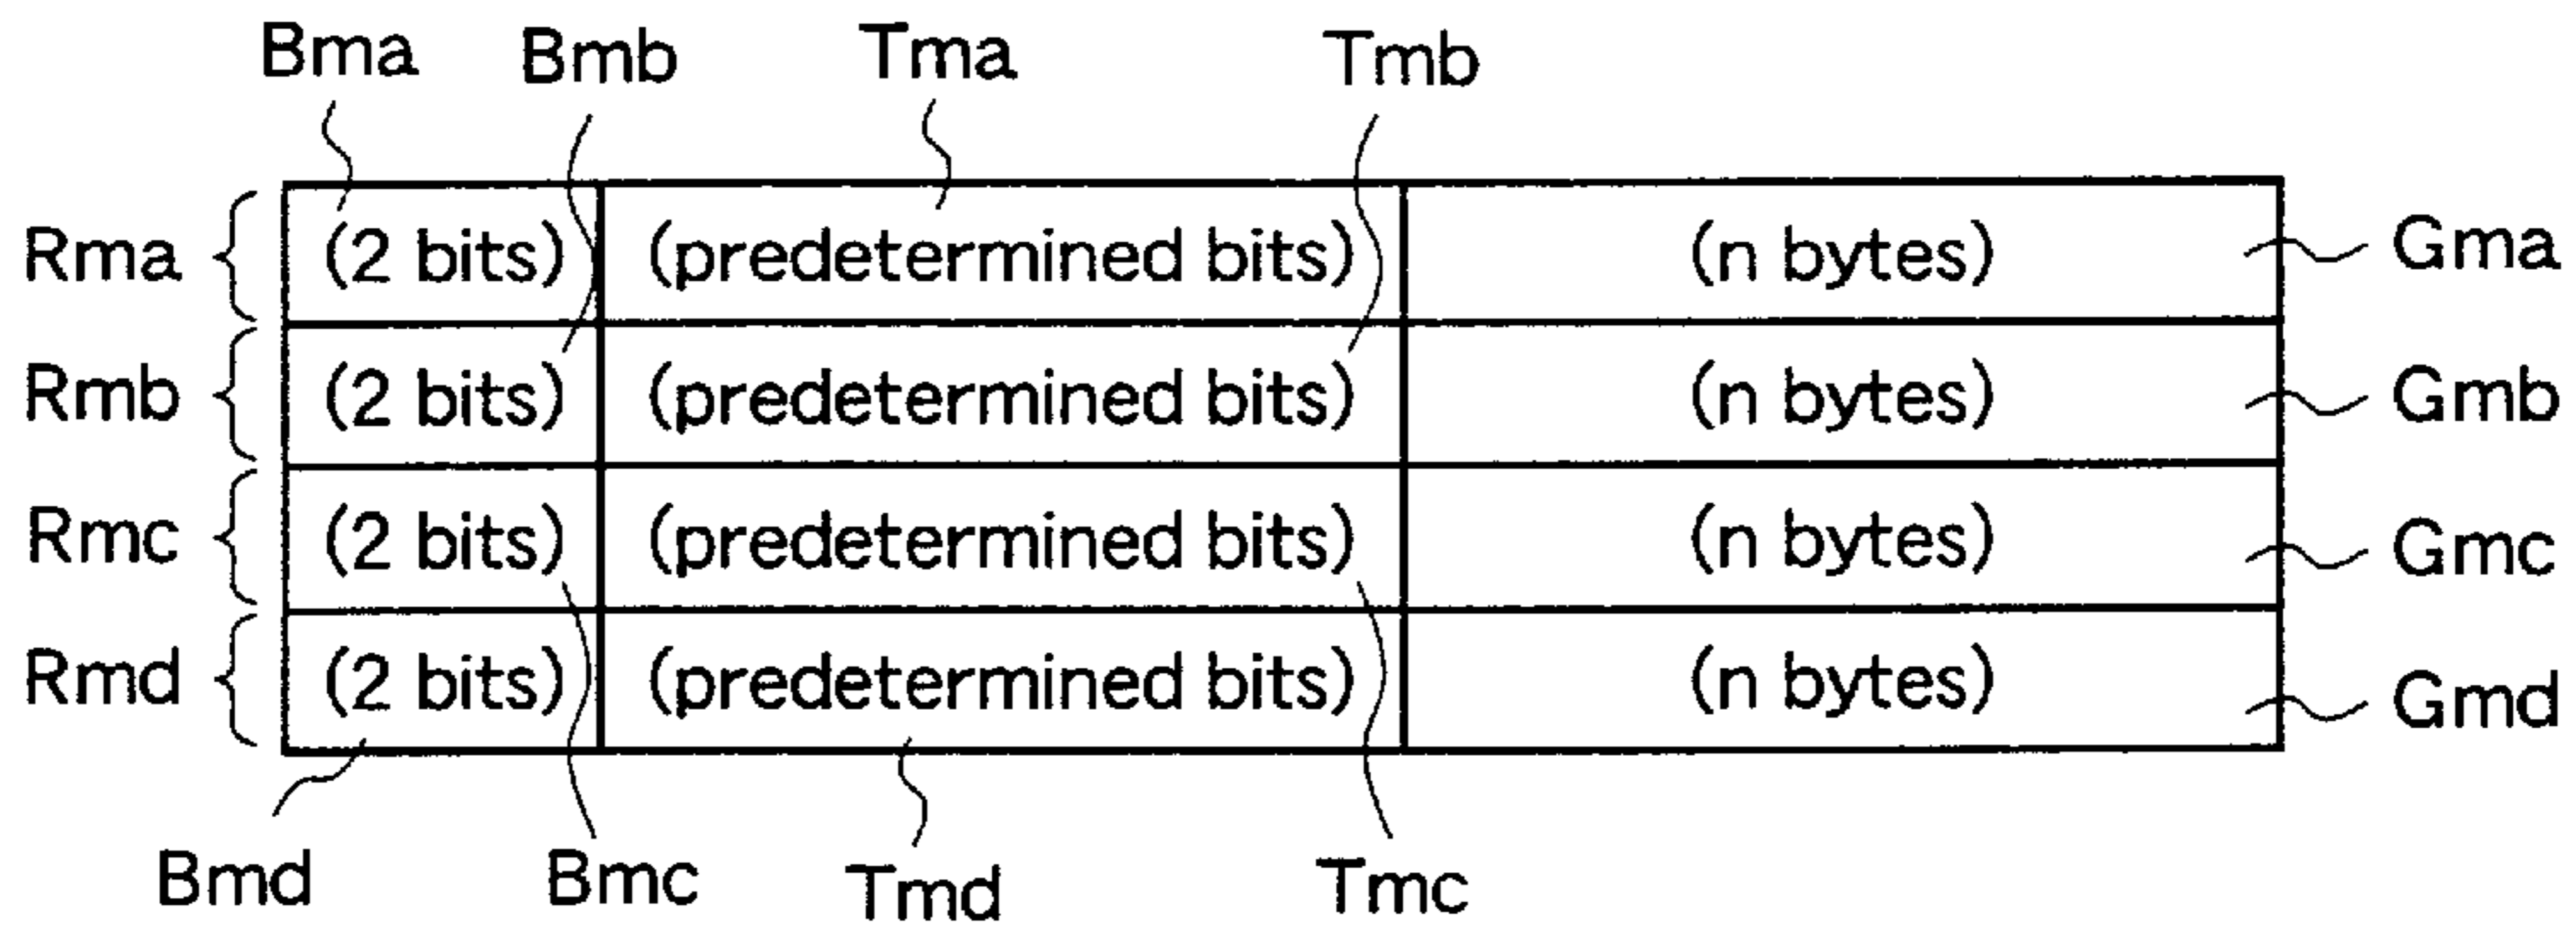 Bma Bmb Tma Tmb
Rma (2 bits) (predetermined bits) (n bytes) Gma
Rmb (2 bits) (predetermined bits) (n bytes) Gmb
Rmc (2 bits) (predetermined bits) (n bytes) Gmc
Rmd (2 bits) (predetermined bits) (n bytes) Gmd
Bmd Bmc Tmd Tmc